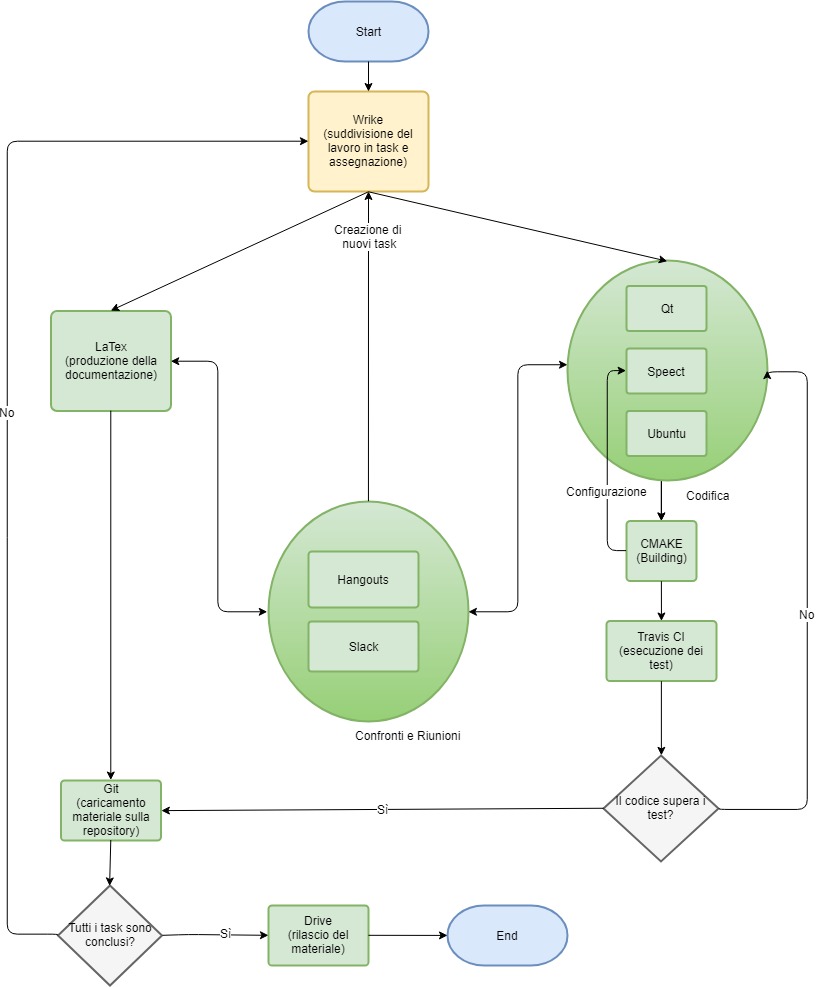 Start
Wrike
(suddivisione del
lavoro in task e
assegnazione)
Creazione di
nuovi task
Qt
LaTex
(produzione della
documentazione)
Speect
No
Ubuntu
Configurazione
Codifica
CMAKE
(Building)
Hangouts
No
Travis CI
(esecuzione dei
test)
Slack
Confronti e Riunioni
Git
(caricamento
materiale sulla
repository)
Sì
Il codice supera i
test?
Tutti i task sono
conclusi?
Sì
Drive
(rilascio del
materiale)
End